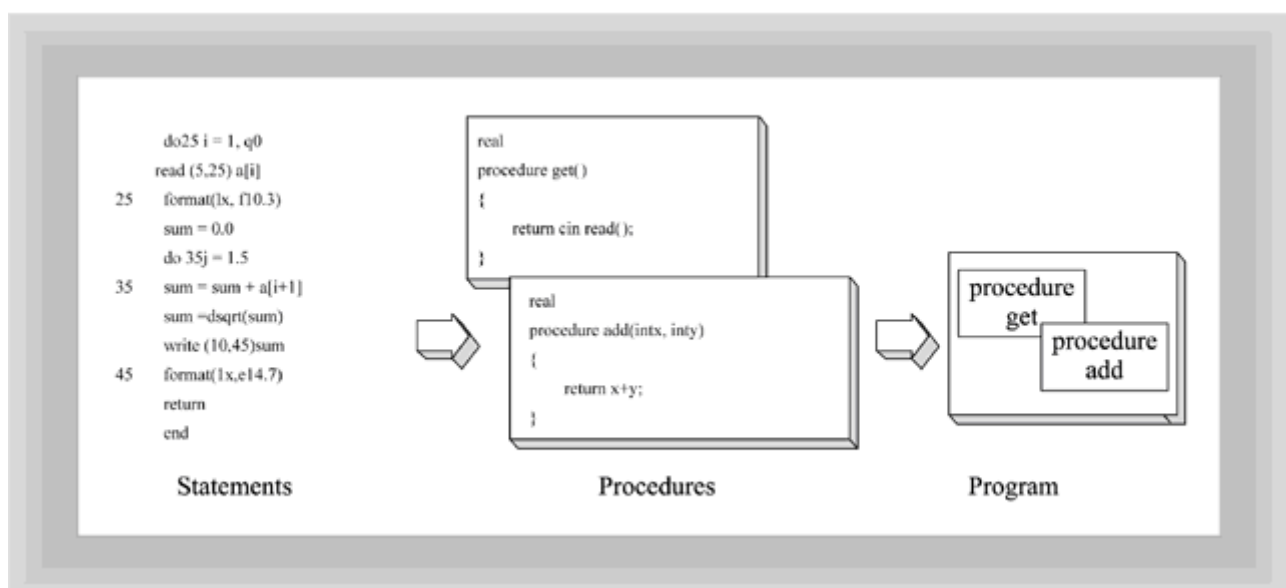 do25 i = 1, q0
read (5,25) a[i]
25 format(lx, f10.3)
sum = 0.0
do 35j = 1.5
35 sum = sum + a[i+1]
sum =dsqrt(sum)
write (10,45)sum
45 format(1x,e14.7)
return
end
Statements
real
procedure get()
{
return cin read();
}
real
procedure add(intx, inty)
{
return x+y;
}
Procedures
procedure
get
procedure
add
Program